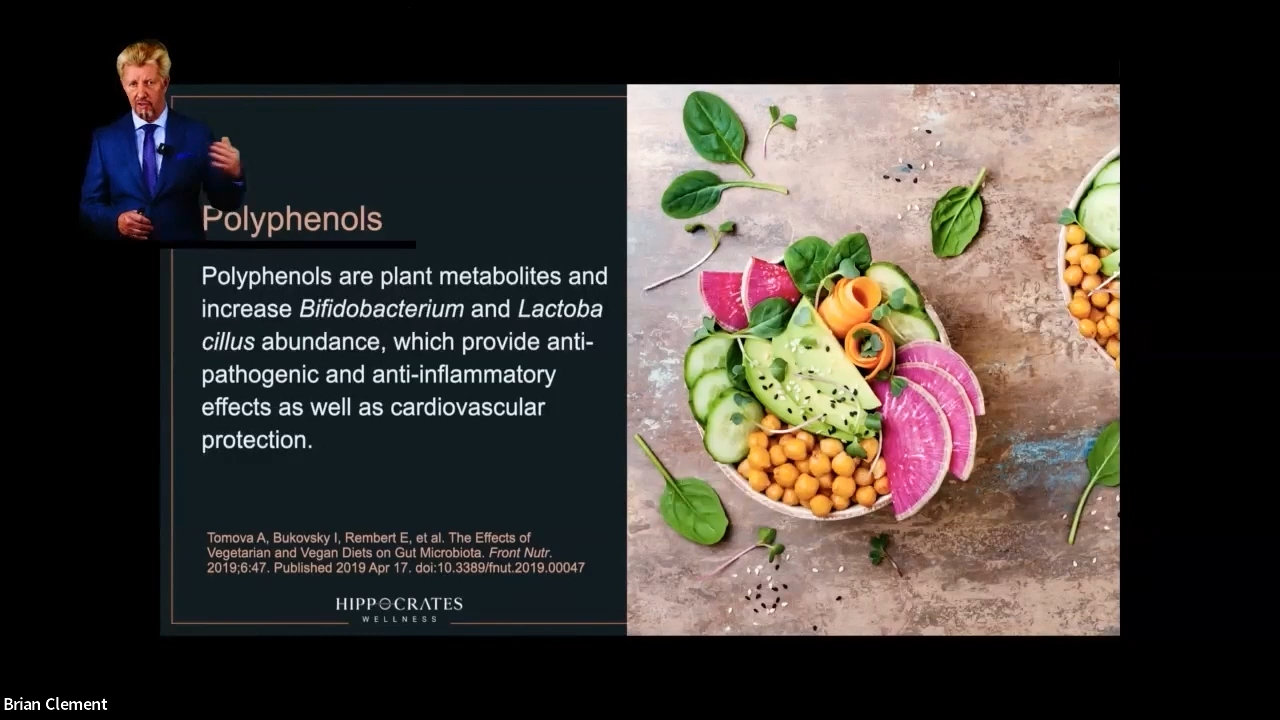 Polyphenols
Polyphenols are plant metabolites and
increase Bifidobacterium and Lactoba
cillus abundance, which provide anti-
pathogenic and anti-inflammatory
effects as well as cardiovascular
protection.
Tomova A, Bukovsky I, Rembert E, et al. The Effects of
Vegetarian and Vegan Diets on Gut Microbiota. Front Nutr.
2019;6:47. Published 2019 Apr 17. doi:10.3389/fnut.2019.00047
HIPPOCRATES
WELLNESS
Brian Clement